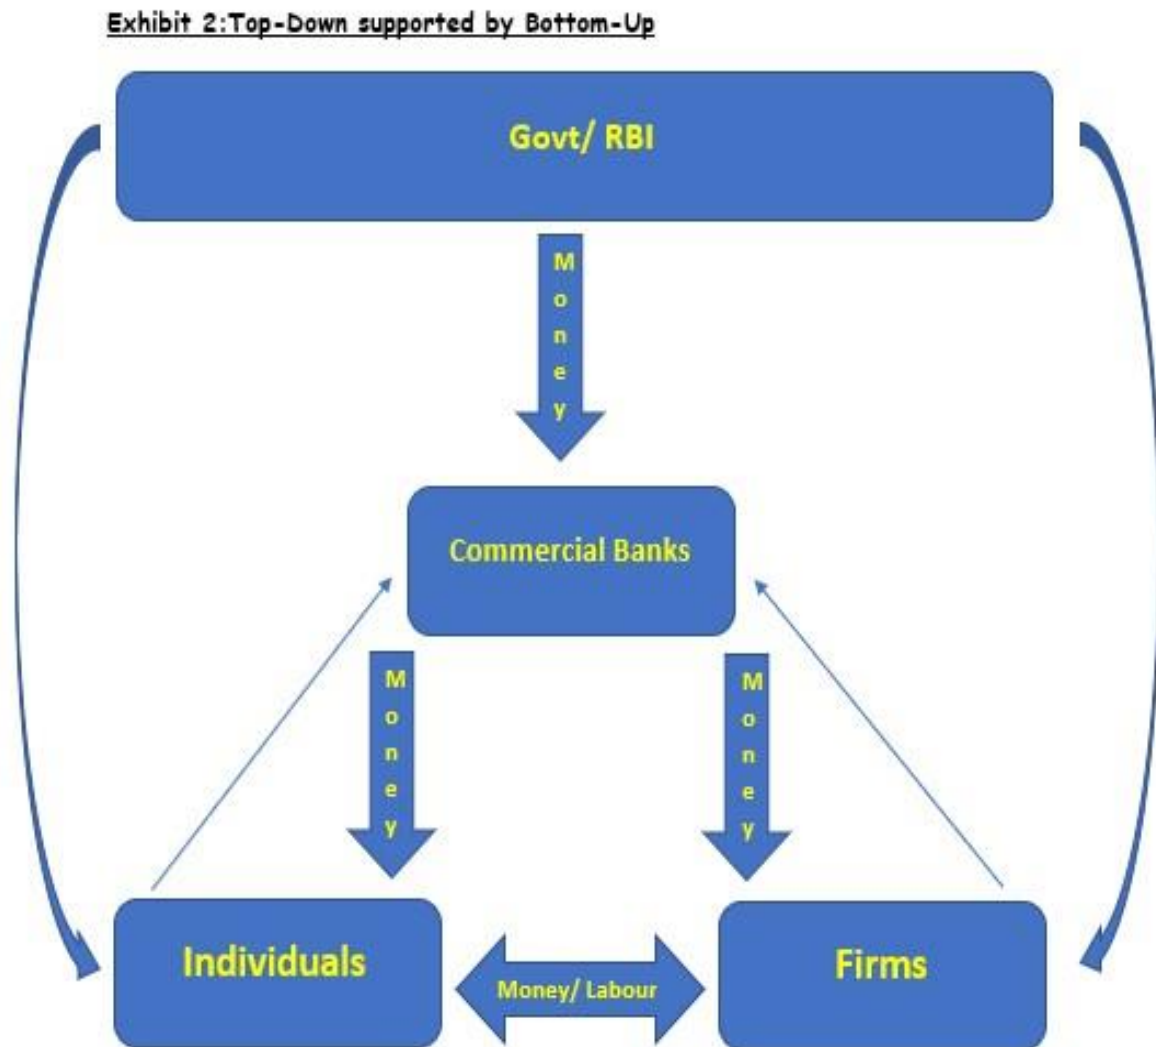 Exhibit 2:Top-Down supported by Bottom-Up
Govt/ RBI
Money
Commercial Banks
Money
Money
Individuals
Money/ Labour
Firms